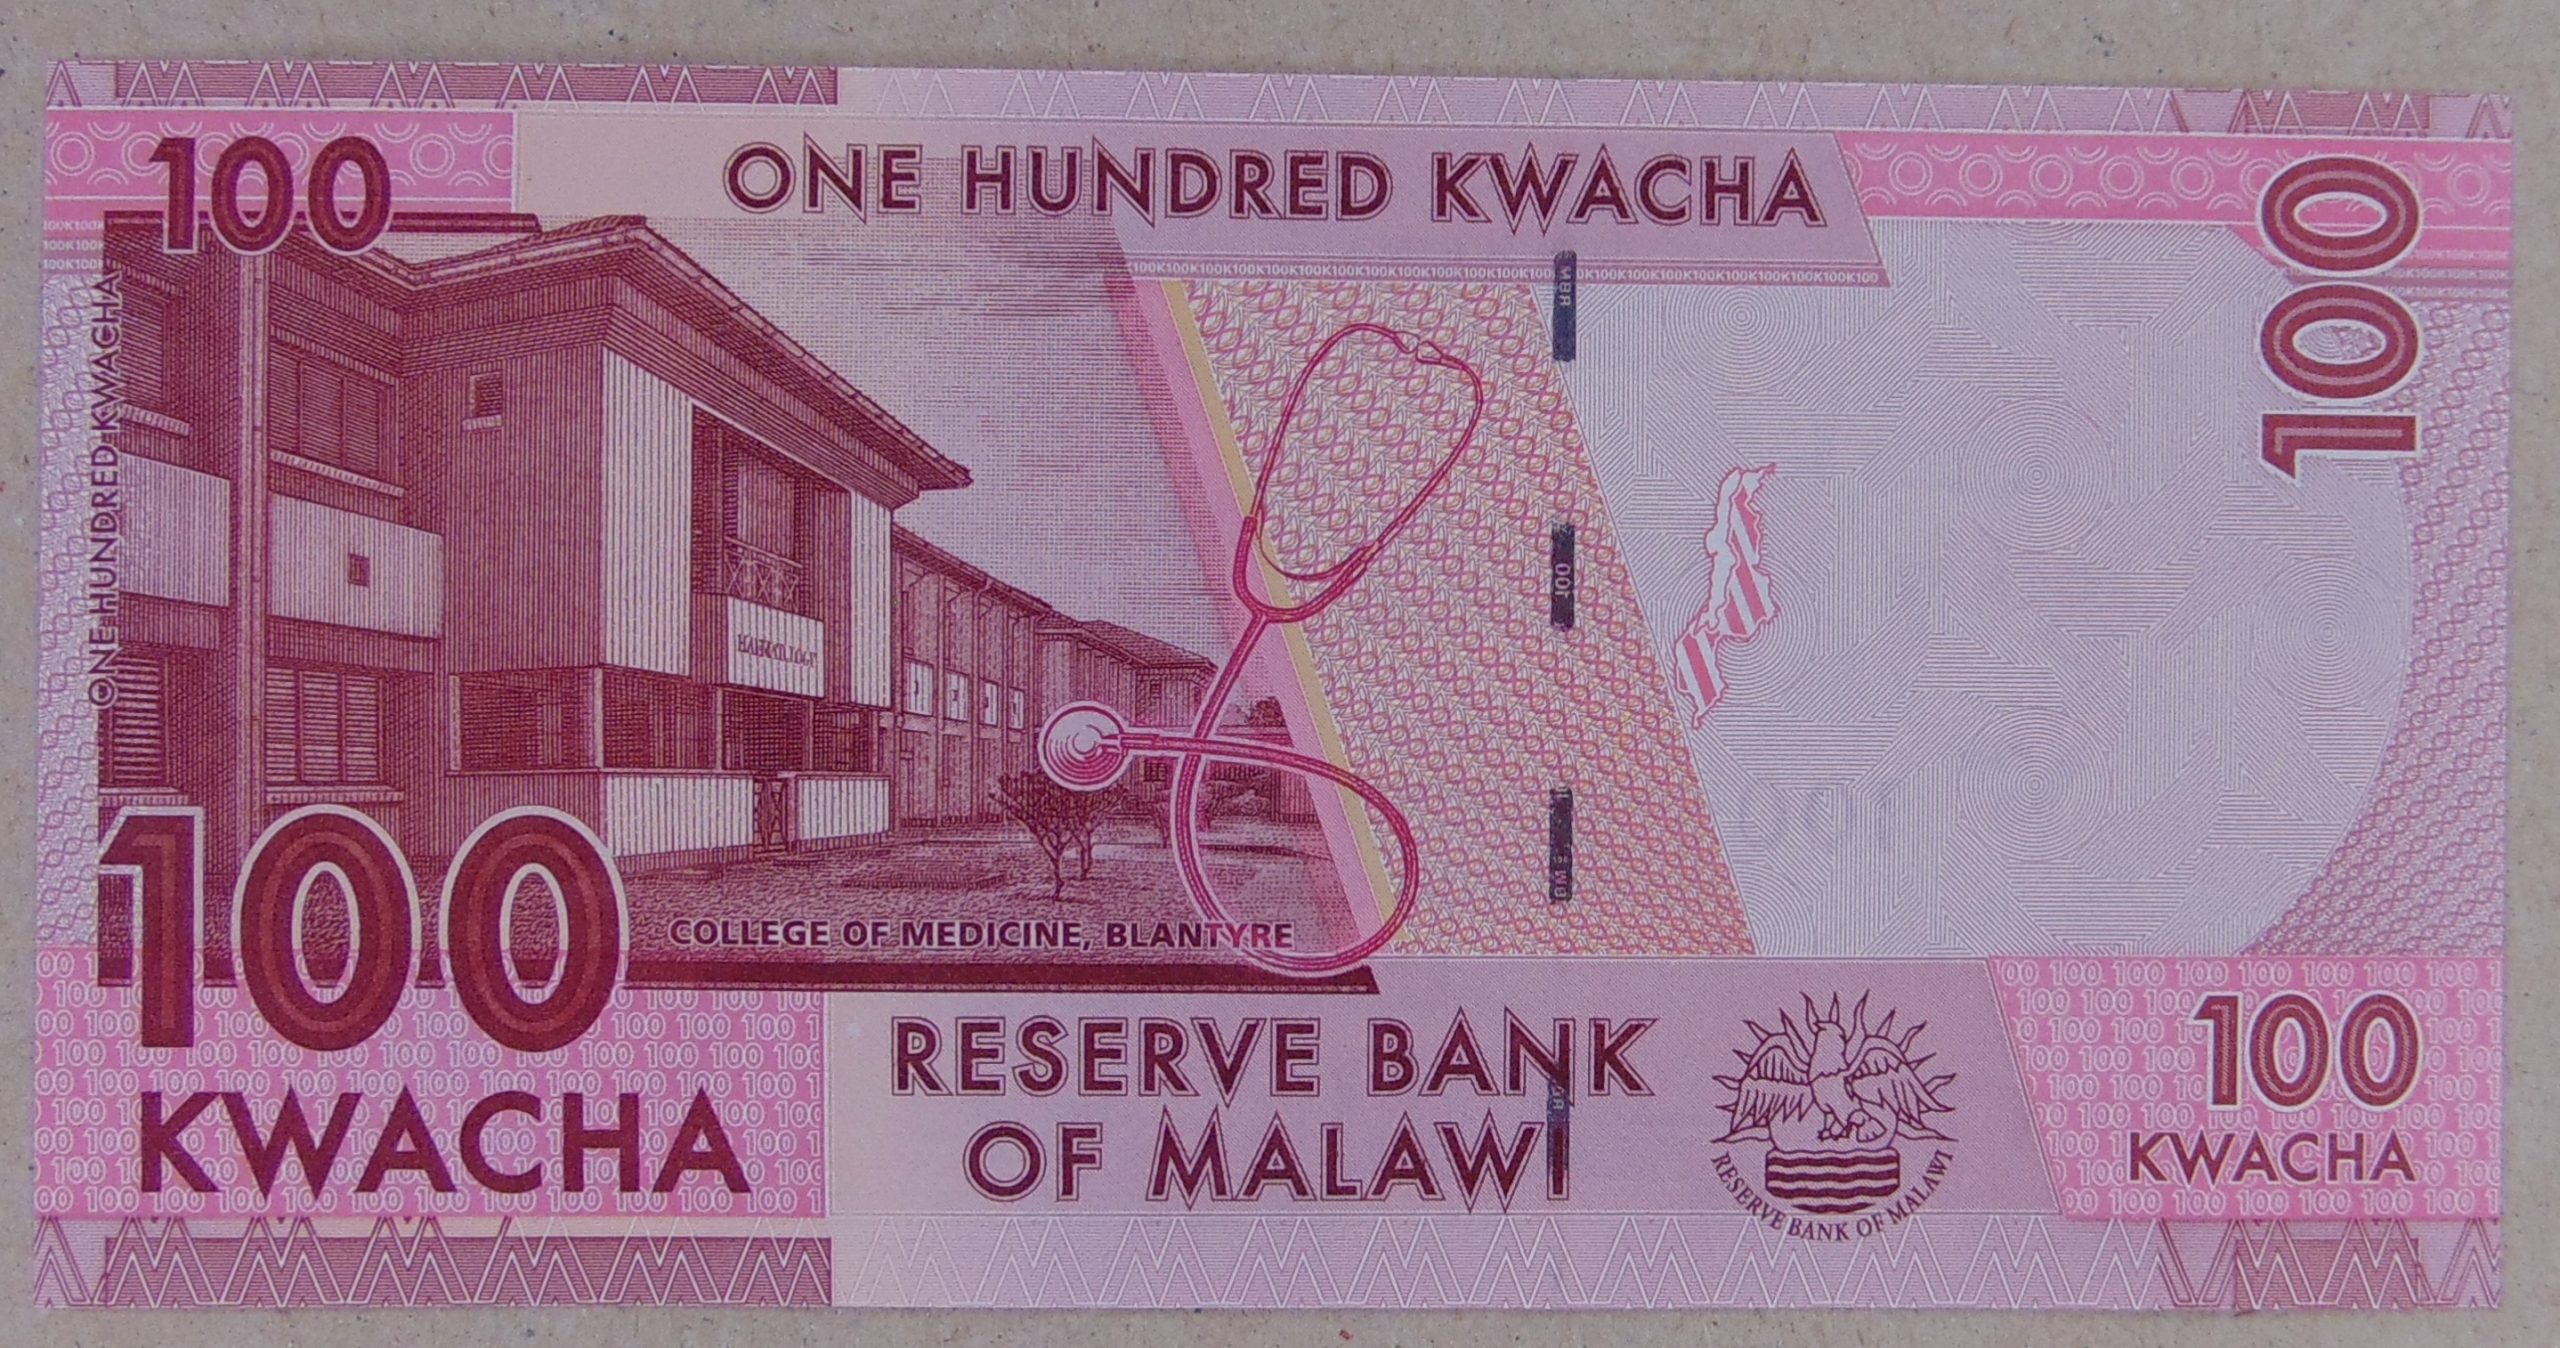 100
ONE HUNDRED KWACHA
100
ONE HUNDRED KWACHA
100K100K100K100K100K100K100K100K100K100K100K100K100K100K100K100K100K100K100K100K100K100
100
COLLEGE OF MEDICINE, BLANTYRE
100
KWACHA
RESERVE BANK
OF MALAWI
RESERVE BANK OF MALAWI
100
KWACHA